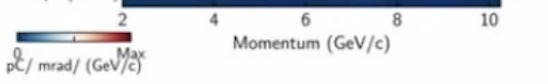 2 4 6 8 10
0 Max
Momentum (GeV/c)
pC/ mrad/ (GeV/c)